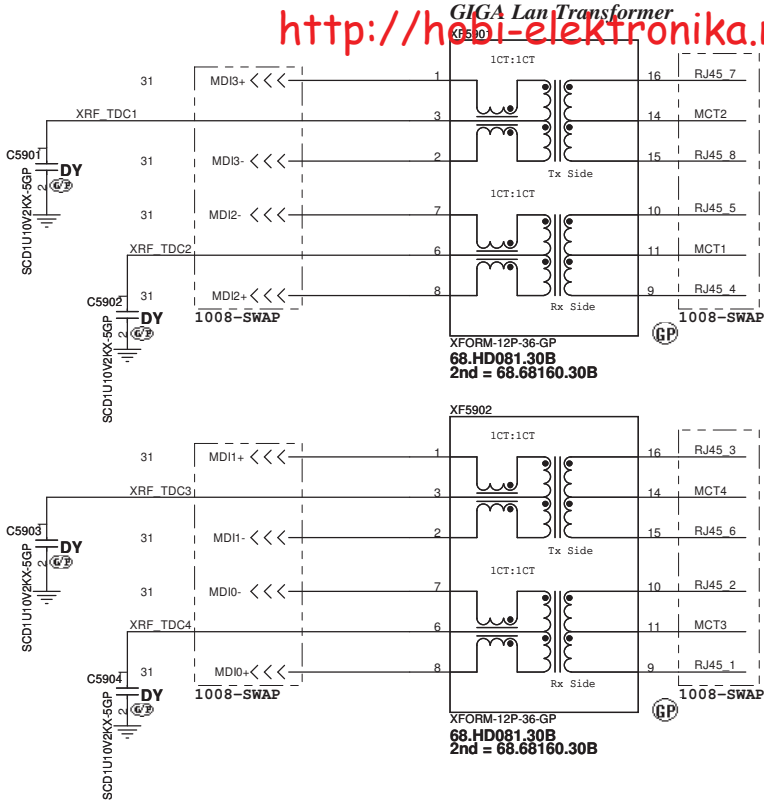 GIGA Lan Transformer
http://hobi-elektronika.
XF5901
1CT:1CT
31 MDI3+ 1 16 RJ45_7
XRF_TDC1 3 14 MCT2
C5901
DY
2 G/P
SCD1U10V2KX-5GP
31 MDI3- 2 15 RJ45_8
Tx Side
1CT:1CT
31 MDI2- 7 10 RJ45_5
XRF_TDC2 6 11 MCT1
C5902
DY
2 G/P
SCD1U10V2KX-5GP
31 MDI2+ 8 9 RJ45_4
Rx Side
1008-SWAP
1008-SWAP
GP
XFORM-12P-36-GP
68.HD081.30B
2nd = 68.68160.30B
XF5902
1CT:1CT
31 MDI1+ 1 16 RJ45_3
XRF_TDC3 3 14 MCT4
C5903
DY
2 G/P
SCD1U10V2KX-5GP
31 MDI1- 2 15 RJ45_6
Tx Side
1CT:1CT
31 MDI0- 7 10 RJ45_2
XRF_TDC4 6 11 MCT3
C5904
DY
2 G/P
SCD1U10V2KX-5GP
31 MDI0+ 8 9 RJ45_1
Rx Side
1008-SWAP
1008-SWAP
GP
XFORM-12P-36-GP
68.HD081.30B
2nd = 68.68160.30B